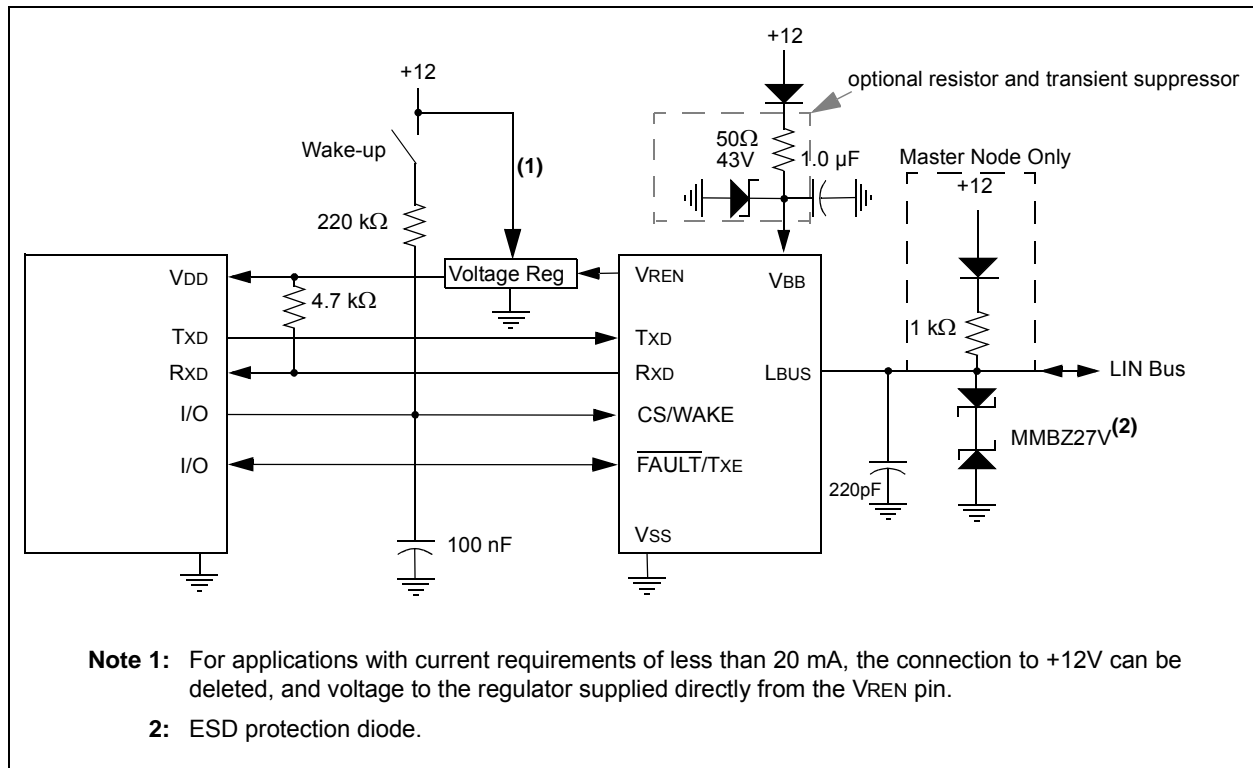 +12
optional resistor and transient suppressor
+12
50Ω
43V
1.0 µF
Wake-up
(1)
Master Node Only
+12
220 kΩ
Voltage Reg
VDD
4.7 kΩ
VREN
VBB
1 kΩ
TXD
TXD
RXD
RXD
LBUS
LIN Bus
I/O
CS/WAKE
MMBZ27V(2)
I/O
FAULT/TXE
220pF
VSS
100 nF
Note 1: For applications with current requirements of less than 20 mA, the connection to +12V can be
deleted, and voltage to the regulator supplied directly from the VREN pin.
2: ESD protection diode.